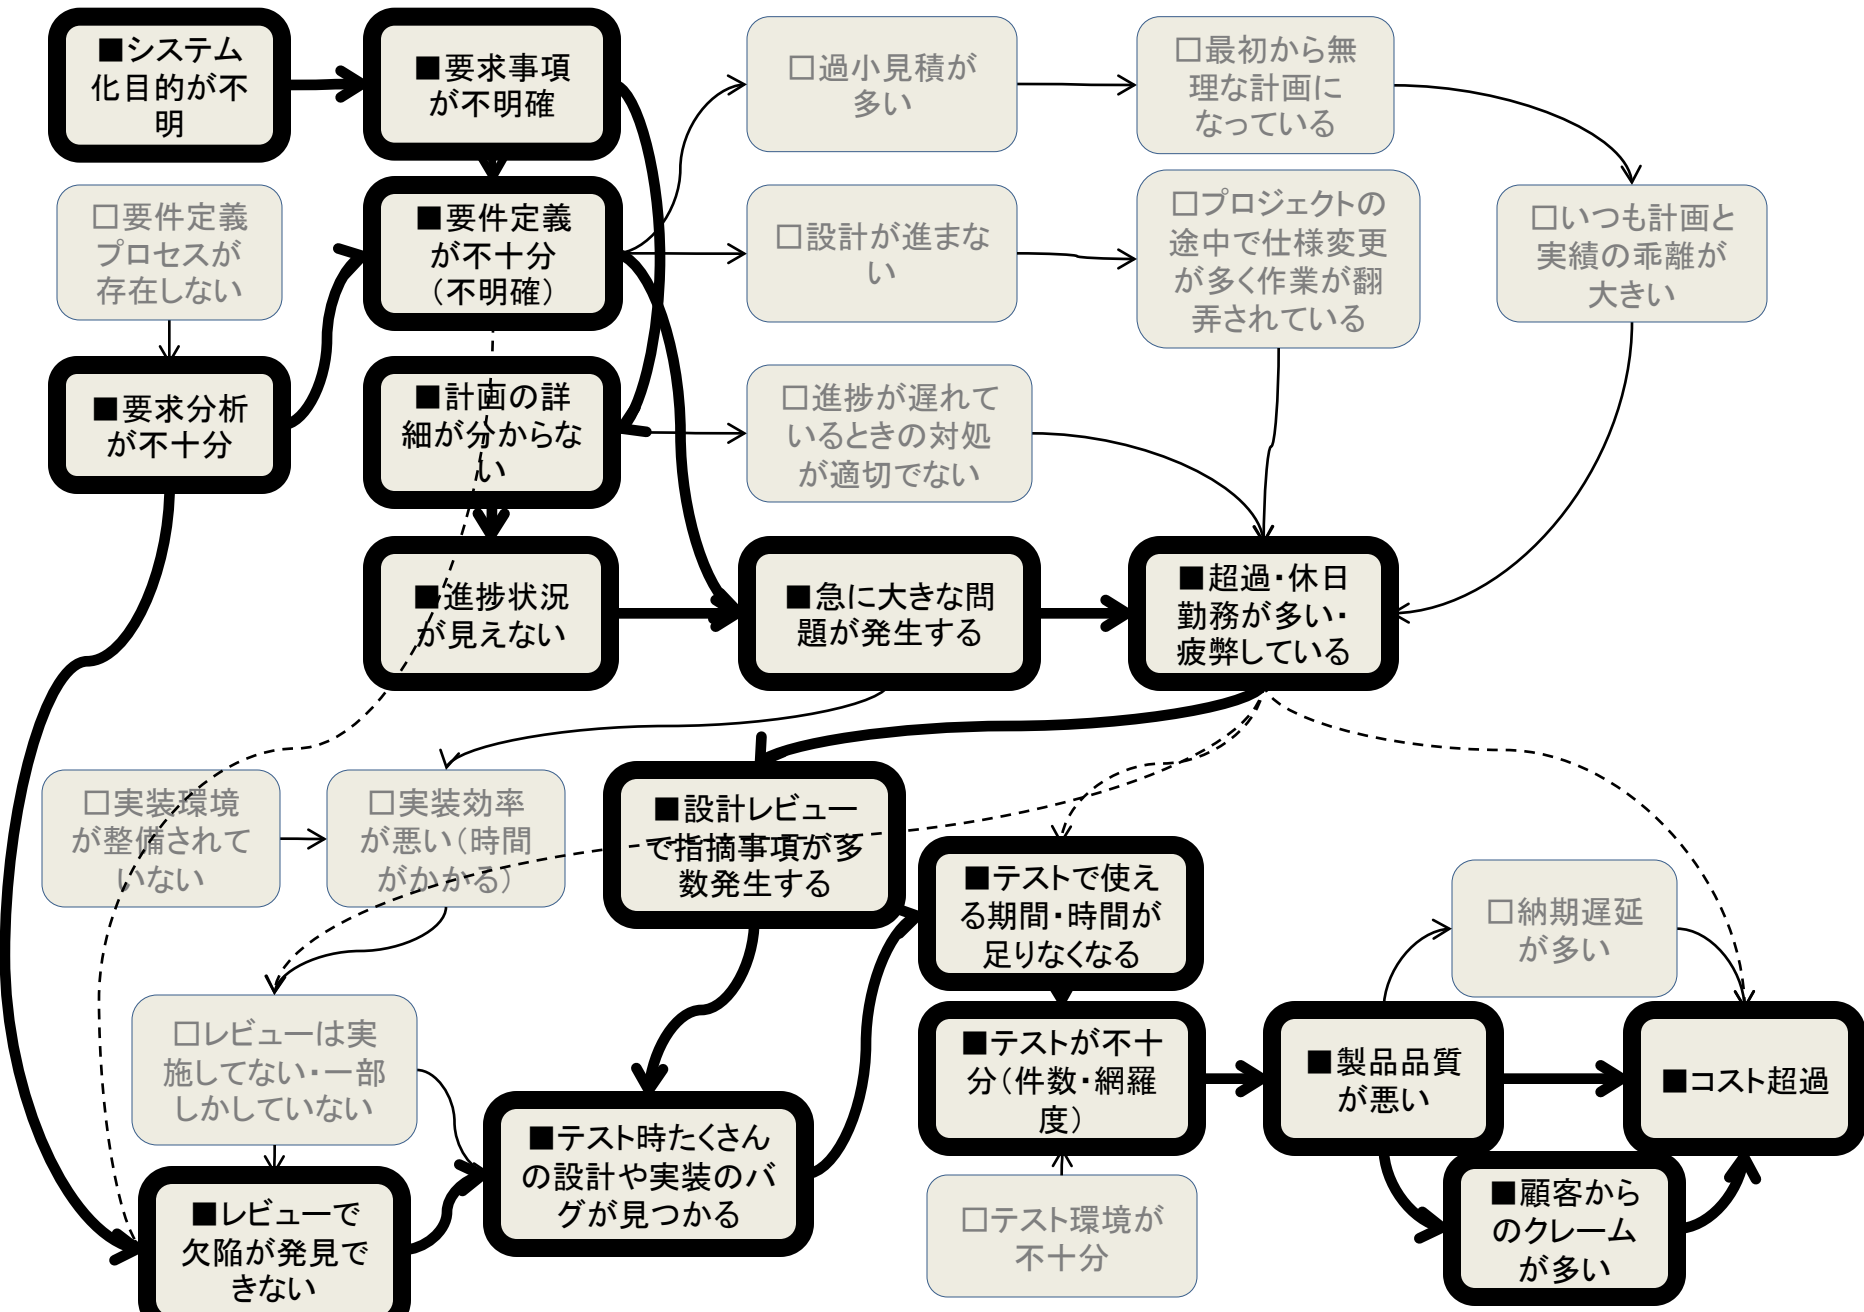 ■システム
化目的が不
明
■要求事項
が不明確
□過小見積が
多い
□最初から無
理な計画に
なっている
□要件定義
プロセスが
存在しない
■要件定義
が不十分
（不明確）
□設計が進まな
い
□プロジェクトの
途中で仕様変更
が多く作業が翻
弄されている
□いつも計画と
実績の乖離が
大きい
■要求分析
が不十分
■計画の詳
細が分からな
い
□進捗が遅れて
いるときの対処
が適切でない
■進捗状況
が見えない
■急に大きな問
題が発生する
■超過・休日
勤務が多い・
疲弊している
□実装環境
が整備されて
いない
□実装効率
が悪い（時間
がかかる）
■設計レビュー
で指摘事項が多
数発生する
■テストで使え
る期間・時間が
足りなくなる
□納期遅延
が多い
□レビューは実
施してない・一部
しかしていない
■テスト時たくさん
の設計や実装のバ
グが見つかる
■テストが不十
分（件数・網羅
度）
■製品品質
が悪い
■コスト超過
■レビューで
欠陥が発見で
きない
□テスト環境が
不十分
■顧客から
のクレーム
が多い